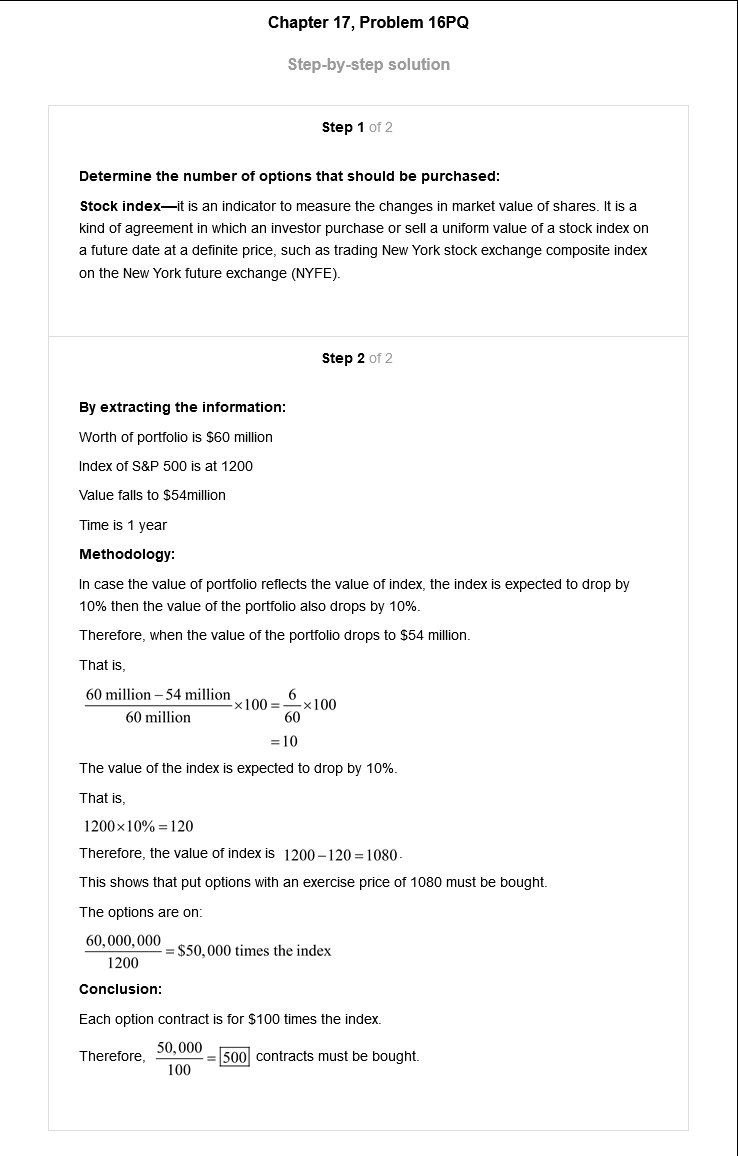 Chapter 17, Problem 16PQ
Step-by-step solution
Step 1 of 2
Determine the number of options that should be purchased:
Stock index—it is an indicator to measure the changes in market value of shares. It is a
kind of agreement in which an investor purchase or sell a uniform value of a stock index on
a future date at a definite price, such as trading New York stock exchange composite index
on the New York future exchange (NYFE).
Step 2 of 2
By extracting the information:
Worth of portfolio is $60 million
Index of S&P 500 is at 1200
Value falls to $54million
Time is 1 year
Methodology:
In case the value of portfolio reflects the value of index, the index is expected to drop by
10% then the value of the portfolio also drops by 10%.
Therefore, when the value of the portfolio drops to $54 million.
That is,
60 million – 54 million
60 million
×100 =
6
60
×100
= 10
The value of the index is expected to drop by 10%.
That is,
1200×10% = 120
Therefore, the value of index is 1200 – 120 = 1080.
This shows that put options with an exercise price of 1080 must be bought.
The options are on:
60,000,000
1200
= $50,000 times the index
Conclusion:
Each option contract is for $100 times the index.
Therefore, 50,000
100
= 500 contracts must be bought.